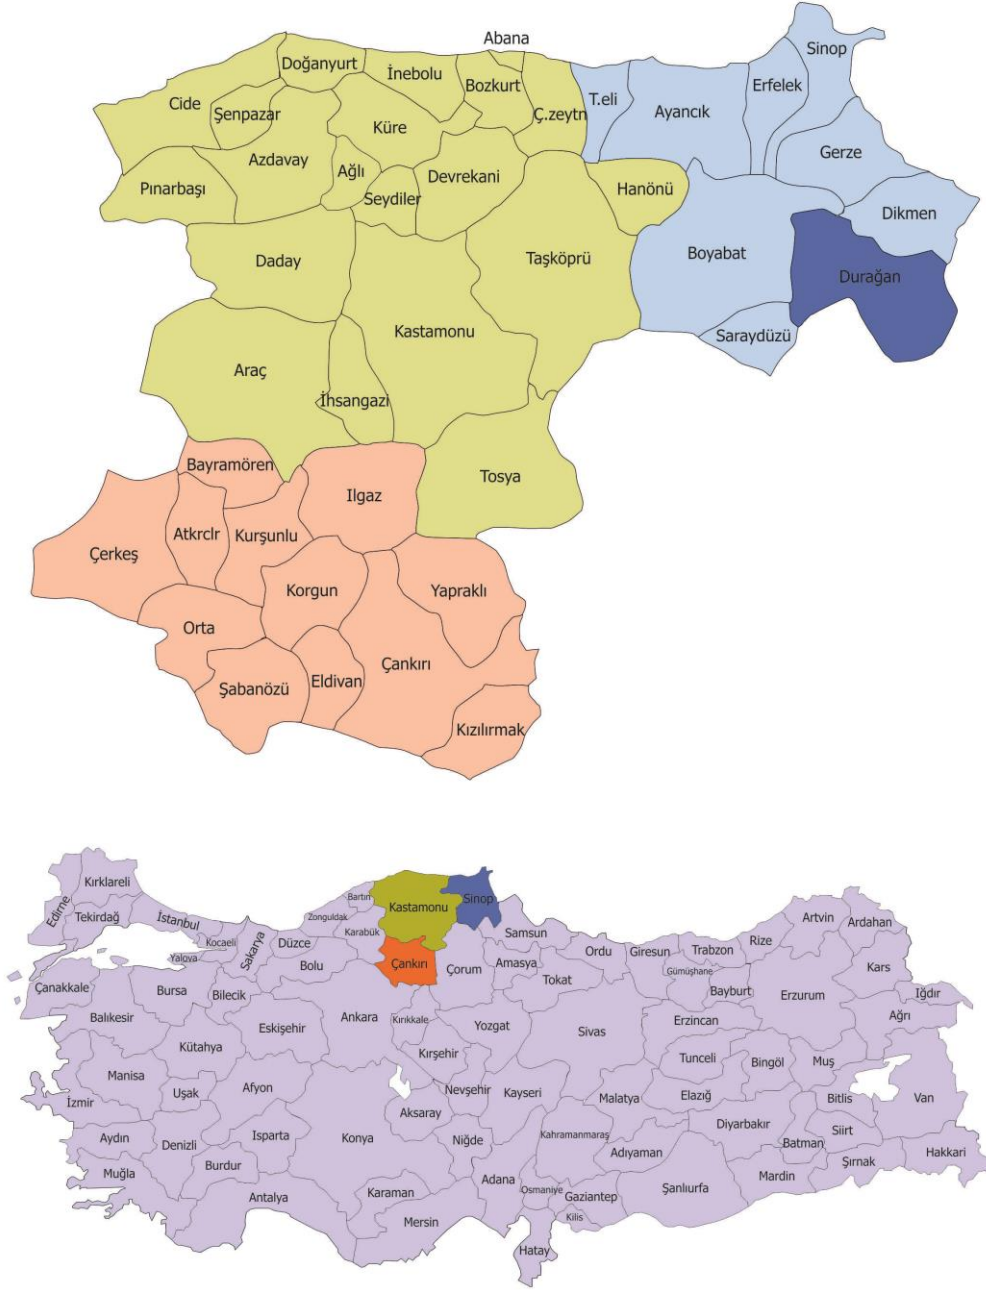 Abana
Sinop
Doğanyurt
İnebolu
Bozkurt
Erfelek
Cide
Şenpazar
Küre
Ç.zeytn
T.eli
Ayancık
Gerze
Azdavay
Ağlı
Devrekani
Pınarbaşı
Seydiler
Hanönü
Dikmen
Daday
Taşköprü
Boyabat
Durağan
Kastamonu
Saraydüzü
Araç
İhsangazi
Bayramören
Tosya
Ilgaz
Atkrclr
Kurşunlu
Çerkeş
Korgun
Yapraklı
Orta
Çankırı
Şabanözü
Eldivan
Kızılırmak
Kırklareli
Edirne
Tekirdağ
İstanbul
Kocaeli
Yalova
Sakarya
Düzce
Zonguldak
Bartın
Karabük
Kastamonu
Sinop
Samsun
Ordu
Giresun
Trabzon
Rize
Artvin
Ardahan
Çanakkale
Bursa
Bilecik
Bolu
Çankırı
Çorum
Amasya
Tokat
Gümüşhane
Bayburt
Erzurum
Kars
Iğdır
Balıkesir
Kütahya
Eskişehir
Ankara
Kırıkkale
Yozgat
Sivas
Erzincan
Ağrı
Manisa
Uşak
Afyon
Kırşehir
Nevşehir
Kayseri
Malatya
Tunceli
Elazığ
Bingöl
Muş
Bitlis
Van
İzmir
Aydın
Denizli
Isparta
Konya
Aksaray
Niğde
Kahramanmaraş
Adıyaman
Diyarbakır
Batman
Siirt
Şırnak
Hakkari
Muğla
Burdur
Antalya
Karaman
Mersin
Adana
Osmaniye
Gaziantep
Kilis
Şanlıurfa
Mardin
Hatay